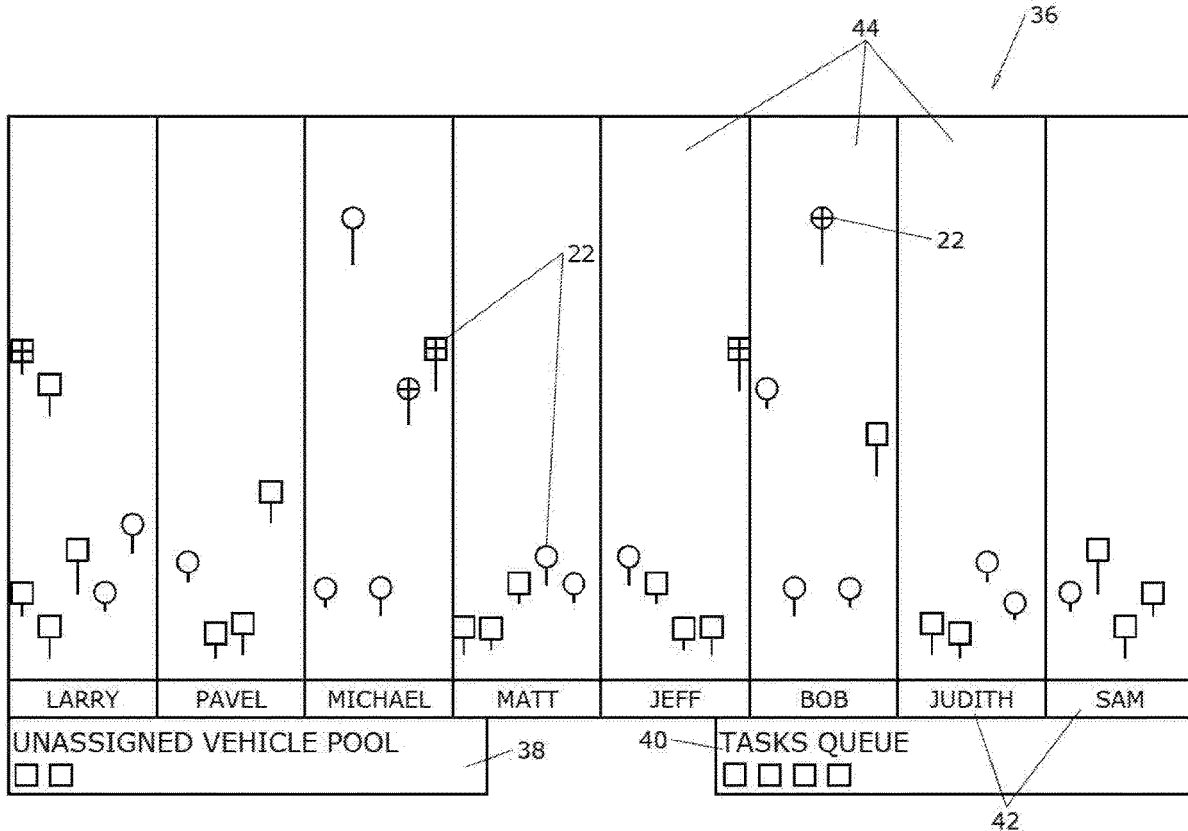 36
44
22
22
LARRY PAVEL MICHAEL MATT JEFF BOB JUDITH SAM
UNASSIGNED VEHICLE POOL 38 40 TASKS QUEUE
42